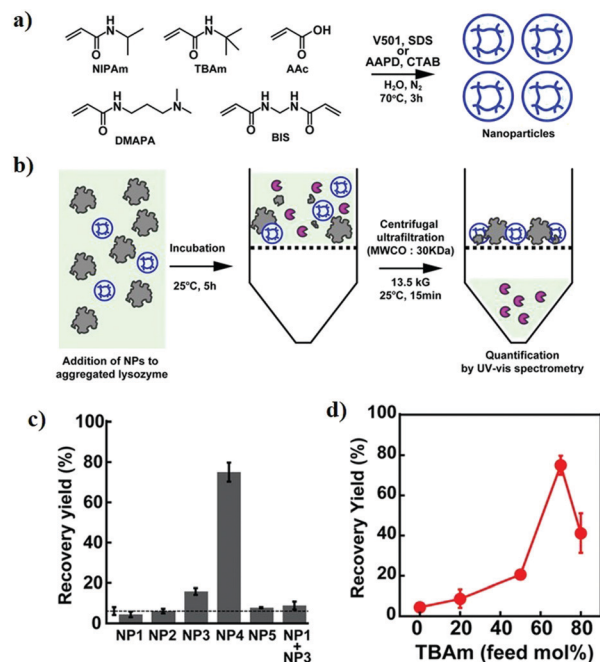 a)
H
N
O
NIPAm
H
N
O
TBAm
OH
O
AAc
H
N
O
N
DMAPA
H
N
H
N
O
O
BIS
V501, SDS
or
AAPD, CTAB
H₂O, N₂
70°C, 3h
Nanoparticles
b)
Addition of NPs to
aggregated lysozyme
Incubation
25°C, 5h
Centrifugal
ultrafiltration
(MWCO : 30KDa)
13.5 kG
25°C, 15min
Quantification
by UV-vis spectrometry
c)
Recovery yield (%)
100
80
60
40
20
0
NP1
NP2
NP3
NP4
NP5
NP1
+
NP3
d)
Recovery Yield (%)
100
80
60
40
20
0
0
20
40
60
80
TBAm (feed mol%)